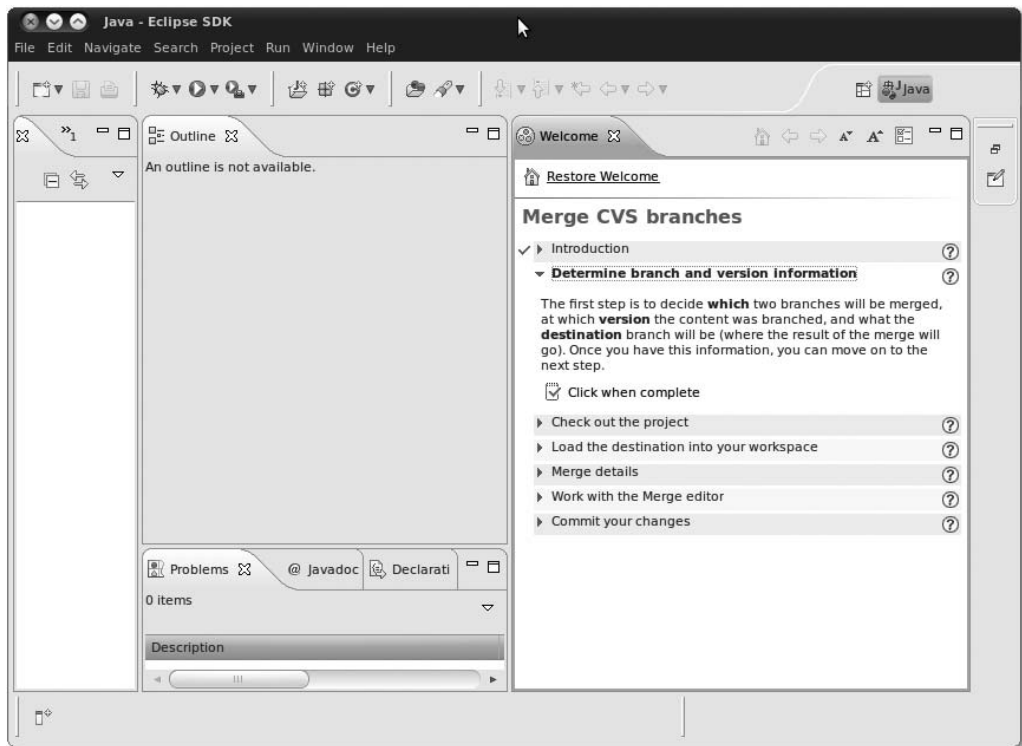 Java - Eclipse SDK
File Edit Navigate Search Project Run Window Help
Java
»1
Outline
Welcome
An outline is not available.
Restore Welcome
Merge CVS branches
Introduction
Determine branch and version information
The first step is to decide which two branches will be merged,
at which version the content was branched, and what the
destination branch will be (where the result of the merge will
go). Once you have this information, you can move on to the
next step.
Click when complete
Check out the project
Load the destination into your workspace
Merge details
Work with the Merge editor
Commit your changes
Problems @ Javadoc Declarati
0 items
Description